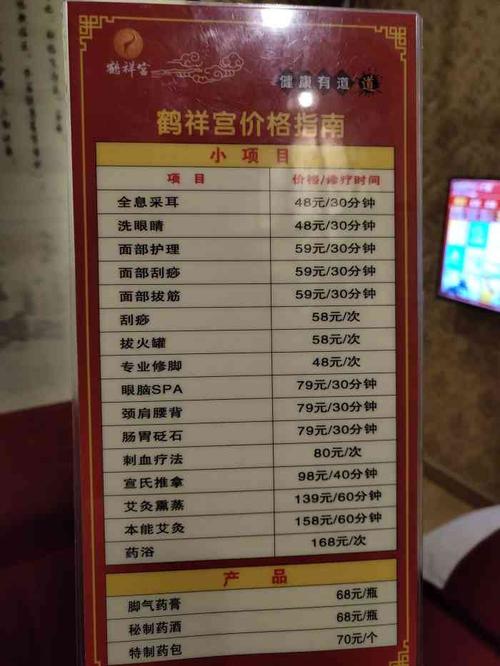 鹤祥宫
健康有道 道
鹤祥宫价格指南
小项目
项目 价格/诊疗时间
全息采耳 48元/30分钟
洗眼睛 48元/30分钟
面部护理 59元/30分钟
面部刮痧 59元/30分钟
面部拔筋 59元/30分钟
刮痧 58元/次
拔火罐 58元/次
专业修脚 48元/次
眼脑SPA 79元/30分钟
颈肩腰背 79元/30分钟
肠胃砭石 79元/30分钟
刺血疗法 80元/次
宣氏推拿 98元/40分钟
艾灸熏蒸 139元/60分钟
本能艾灸 158元/60分钟
药浴 168元/次
产品
脚气药膏 68元/瓶
秘制药酒 68元/瓶
特制药包 70元/个